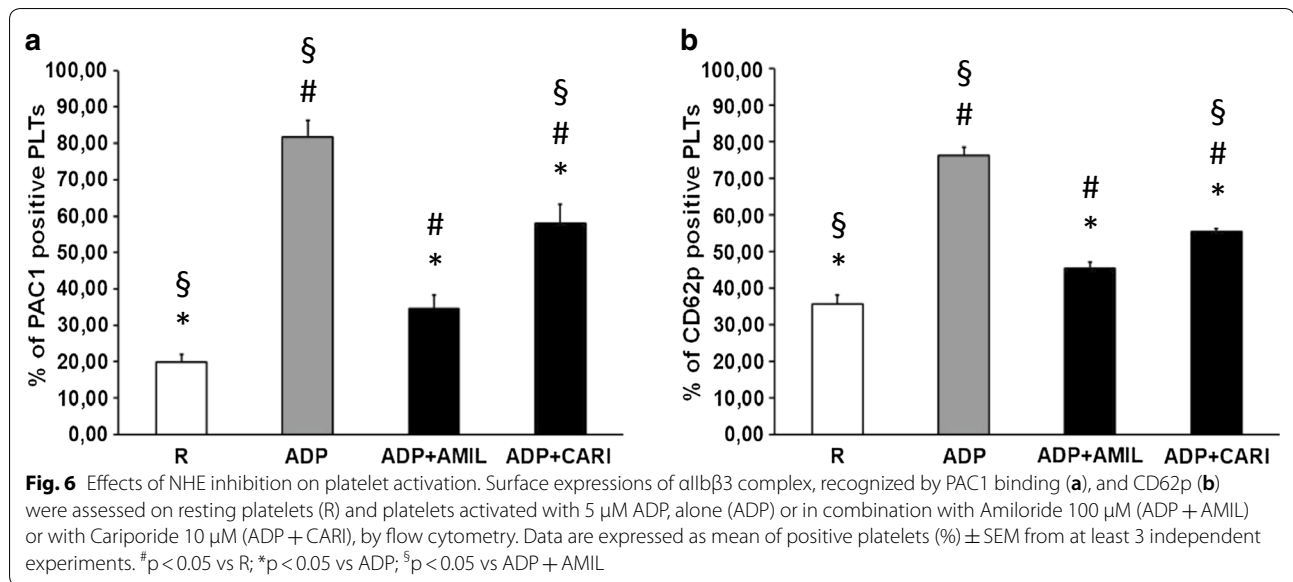 a
b
100,00
90,00
80,00
70,00
60,00
50,00
40,00
30,00
20,00
10,00
0,00
% of PAC1 positive PLTs
§
*
§
#
#
*
§
#
*
R
ADP
ADP+AMIL
ADP+CARI
100,00
90,00
80,00
70,00
60,00
50,00
40,00
30,00
20,00
10,00
0,00
% of CD62p positive PLTs
§
*
§
#
#
*
§
#
*
R
ADP
ADP+AMIL
ADP+CARI
Fig. 6 Effects of NHE inhibition on platelet activation. Surface expressions of αIIbβ3 complex, recognized by PAC1 binding (a), and CD62p (b)
were assessed on resting platelets (R) and platelets activated with 5 µM ADP, alone (ADP) or in combination with Amiloride 100 µM (ADP + AMIL)
or with Cariporide 10 µM (ADP + CARI), by flow cytometry. Data are expressed as mean of positive platelets (%) ± SEM from at least 3 independent
experiments. #p < 0.05 vs R; *p < 0.05 vs ADP; §p < 0.05 vs ADP + AMIL